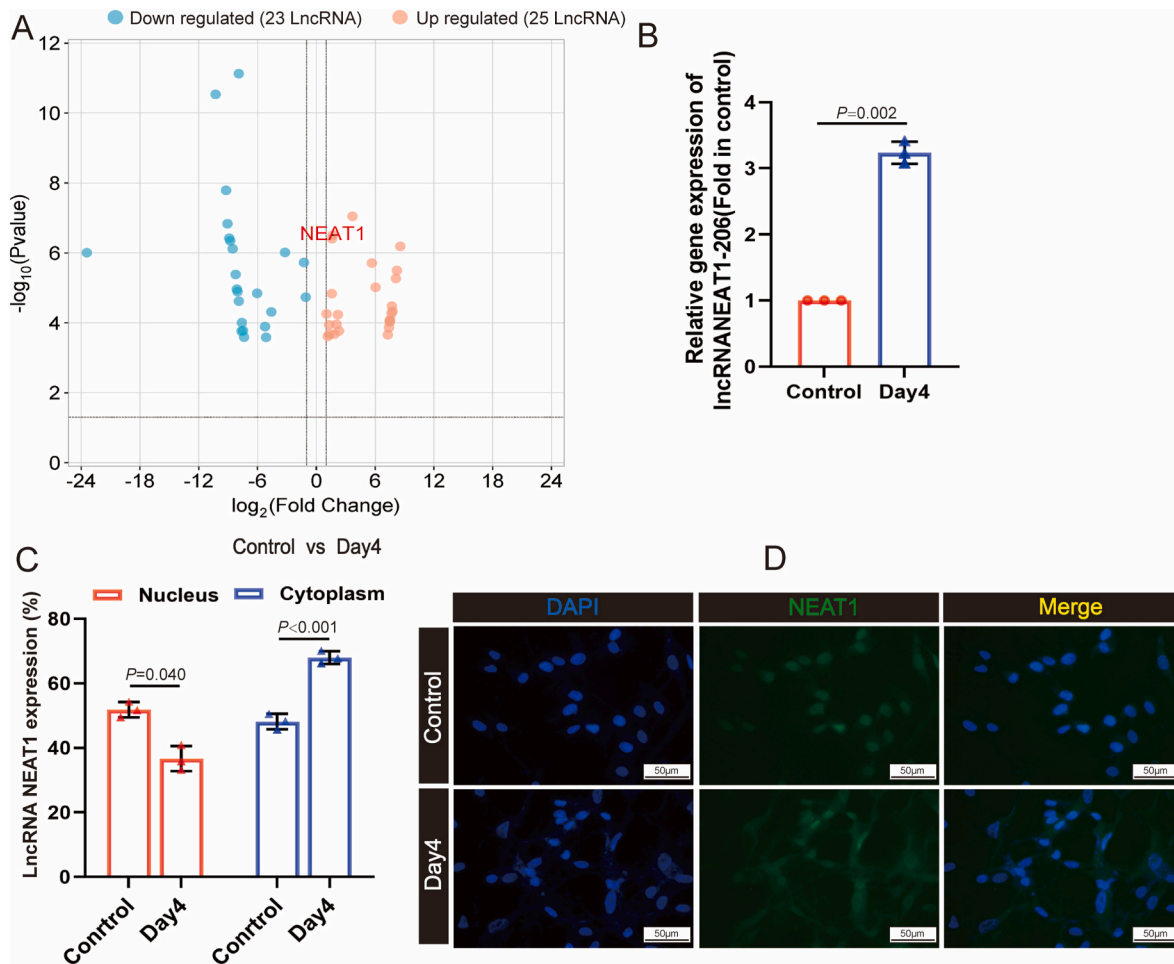 A
Down regulated (23 LncRNA)
Up regulated (25 LncRNA)
12
10
8
6
4
2
0
-log10(Pvalue)
NEAT1
-24 -18 -12 -6 0 6 12 18 24
log2(Fold Change)
Control vs Day4
B
Relative gene expression of
lncRNANEAT1-206(Fold in control)
4
3
2
1
0
P=0.002
Control Day4
C
Nucleus Cytoplasm
LncRNA NEAT1 expression (%)
80
60
40
20
0
P=0.040
P<0.001
Conrtrol Day4 Conrtrol Day4
D
DAPI NEAT1 Merge
Control
50μm 50μm 50μm
Day4
50μm 50μm 50μm